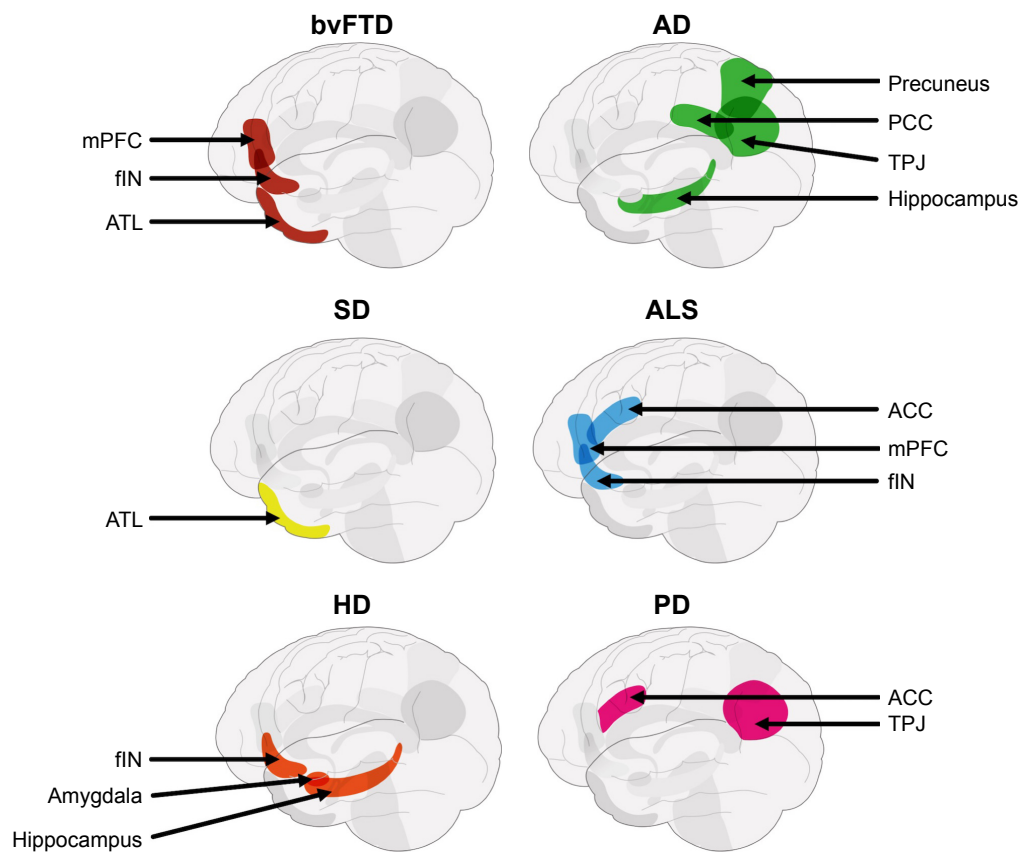 bvFTD
AD
mPFC
fIN
ATL
Precuneus
PCC
TPJ
Hippocampus
SD
ALS
ATL
ACC
mPFC
fIN
HD
PD
fIN
Amygdala
Hippocampus
ACC
TPJ